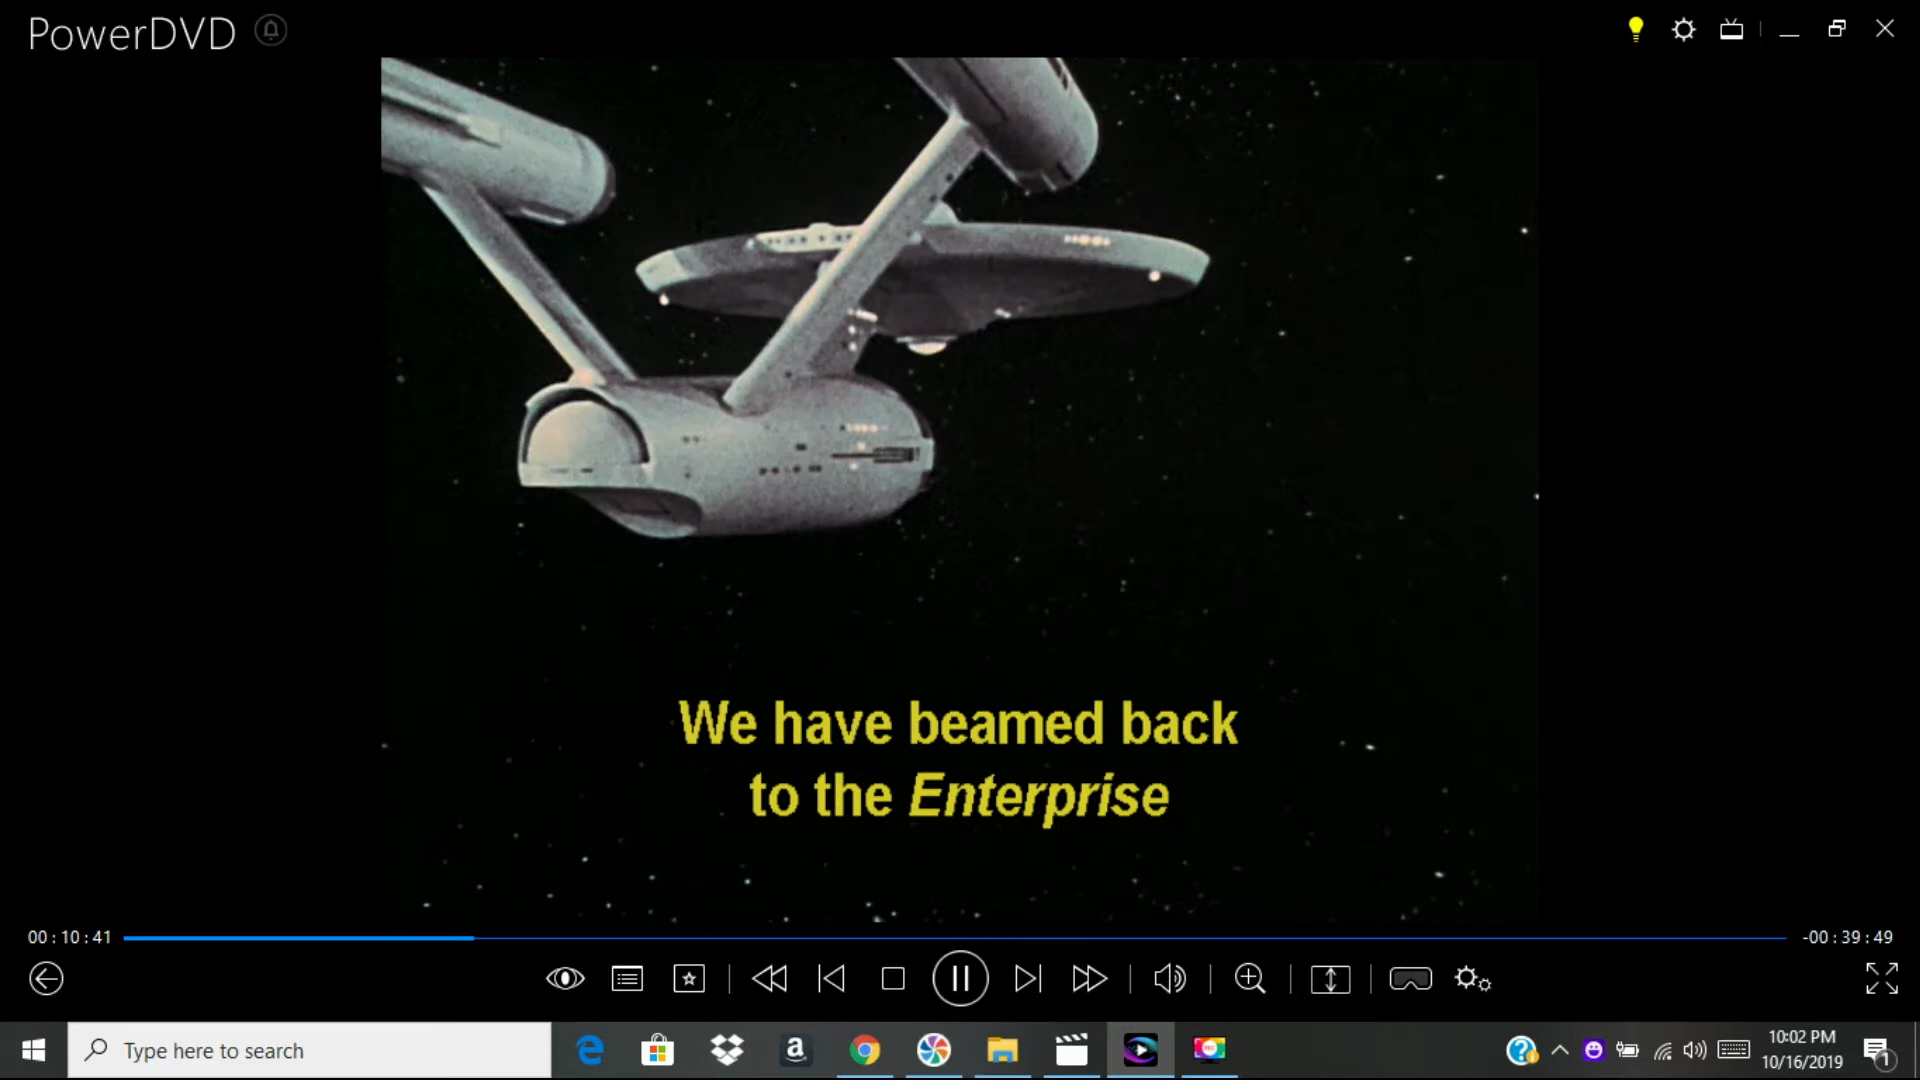 PowerDVD
We have beamed back
to the Enterprise
00:10:41
-00:39:49
Type here to search
10:02 PM
10/16/2019
1